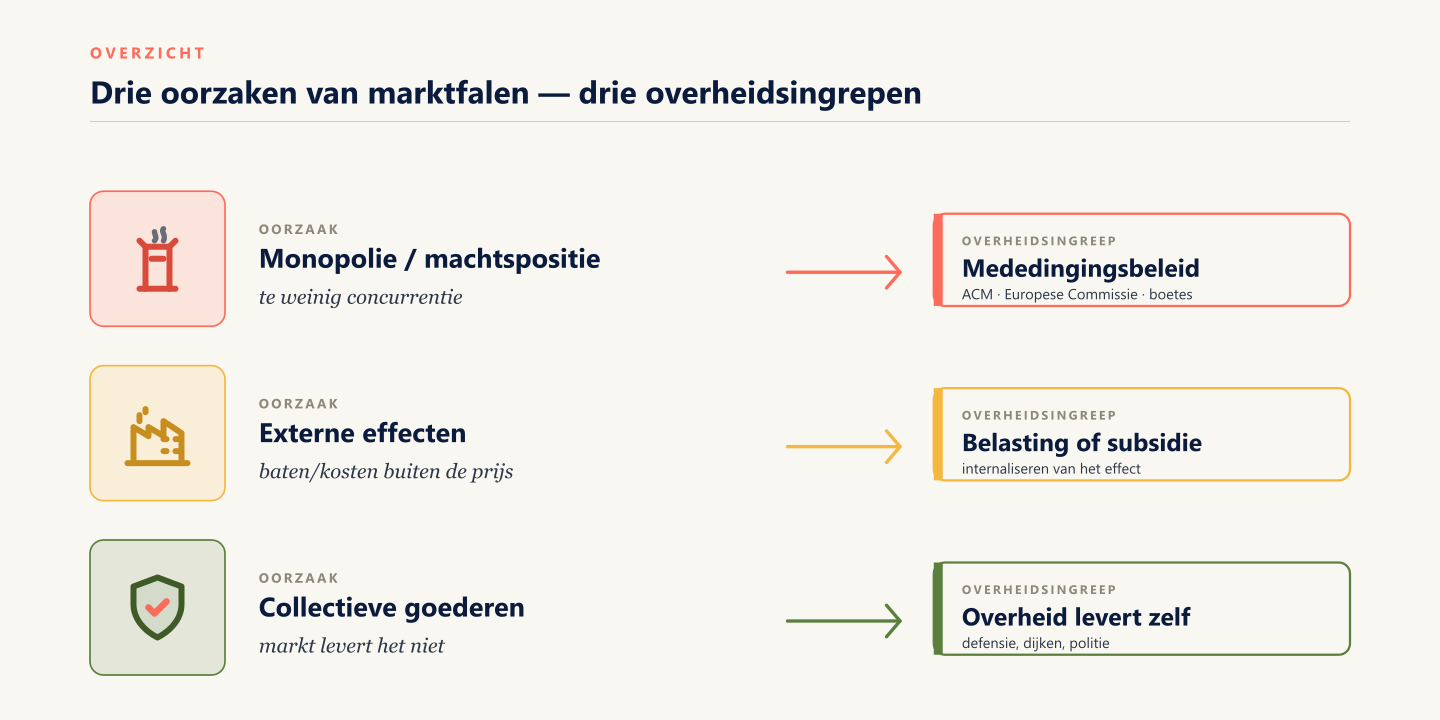 OVERZICHT
Drie oorzaken van marktfalen — drie overheidsingrepen
OORZAAK
Monopolie / machtspositie
te weinig concurrentie
OVERHEIDSINGREEP
Mededingingsbeleid
ACM · Europese Commissie · boetes
OORZAAK
Externe effecten
baten/kosten buiten de prijs
OVERHEIDSINGREEP
Belasting of subsidie
internaliseren van het effect
OORZAAK
Collectieve goederen
markt levert het niet
OVERHEIDSINGREEP
Overheid levert zelf
defensie, dijken, politie